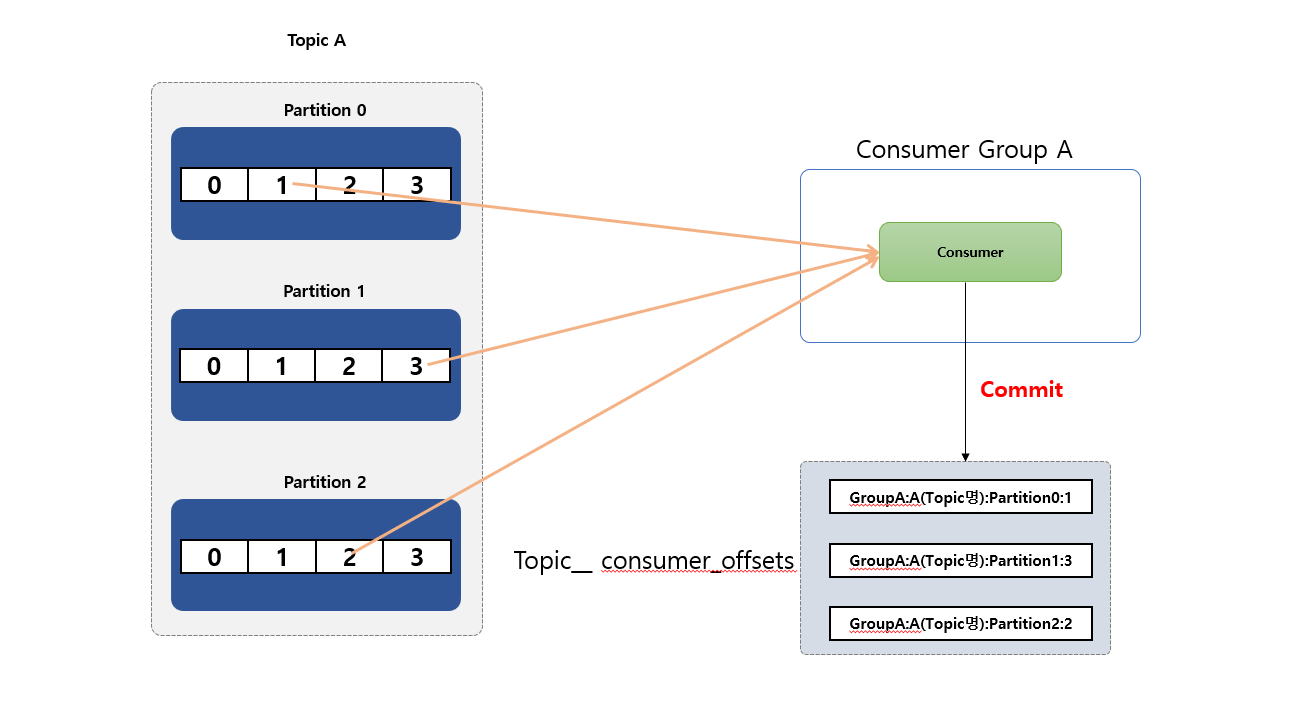 Topic A
Partition 0
0 1 2 3
Partition 1
0 1 2 3
Partition 2
0 1 2 3
Consumer Group A
Consumer
Commit
Topic__ consumer_offsets
GroupA:A(Topic명):Partition0:1
GroupA:A(Topic명):Partition1:3
GroupA:A(Topic명):Partition2:2